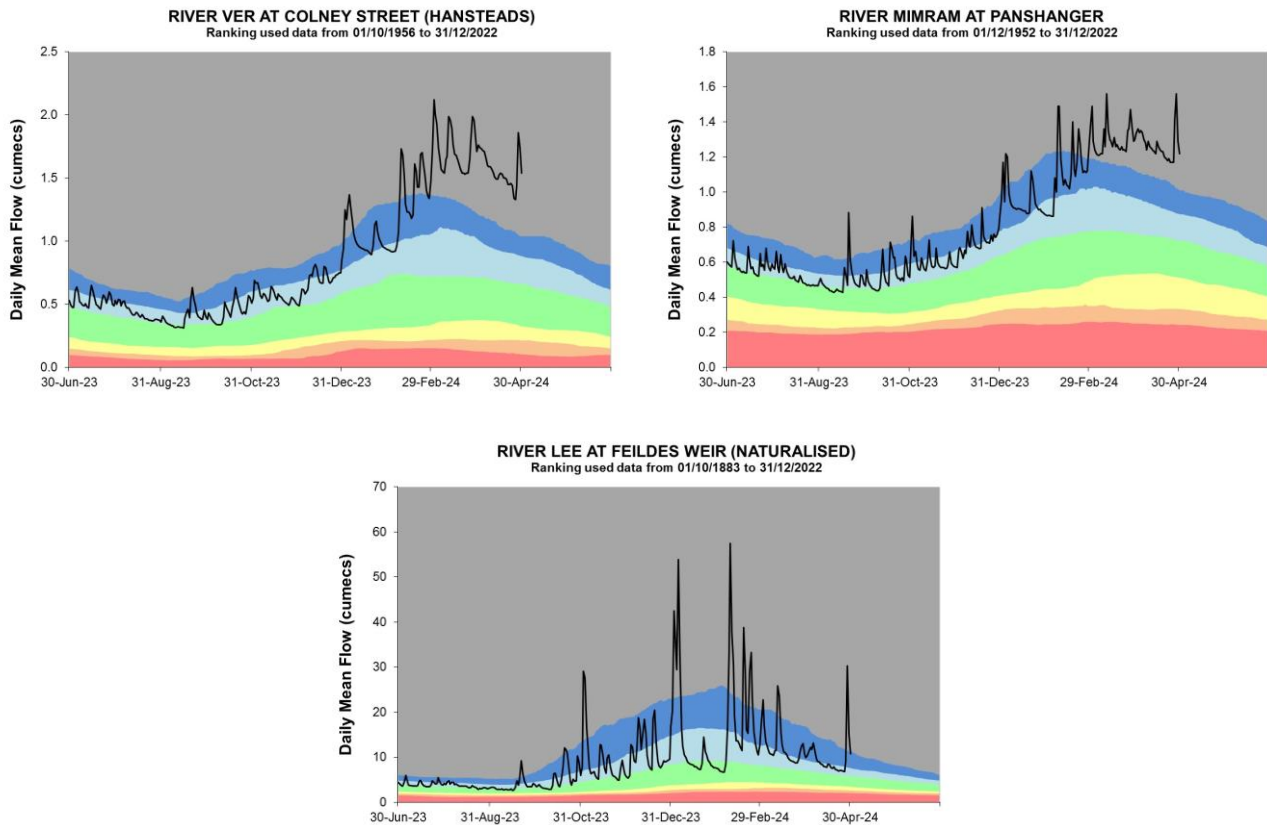 RIVER VER AT COLNEY STREET (HANSTEADS)
Ranking used data from 01/10/1956 to 31/12/2022
Daily Mean Flow (cumecs)
2.5
2.0
1.5
1.0
0.5
0.0
30-Jun-23 31-Aug-23 31-Oct-23 31-Dec-23 29-Feb-24 30-Apr-24
RIVER MIMRAM AT PANSHANGER
Ranking used data from 01/12/1952 to 31/12/2022
Daily Mean Flow (cumecs)
1.8
1.6
1.4
1.2
1.0
0.8
0.6
0.4
0.2
0.0
30-Jun-23 31-Aug-23 31-Oct-23 31-Dec-23 29-Feb-24 30-Apr-24
RIVER LEE AT FEILDES WEIR (NATURALISED)
Ranking used data from 01/10/1883 to 31/12/2022
Daily Mean Flow (cumecs)
70
60
50
40
30
20
10
0
30-Jun-23 31-Aug-23 31-Oct-23 31-Dec-23 29-Feb-24 30-Apr-24